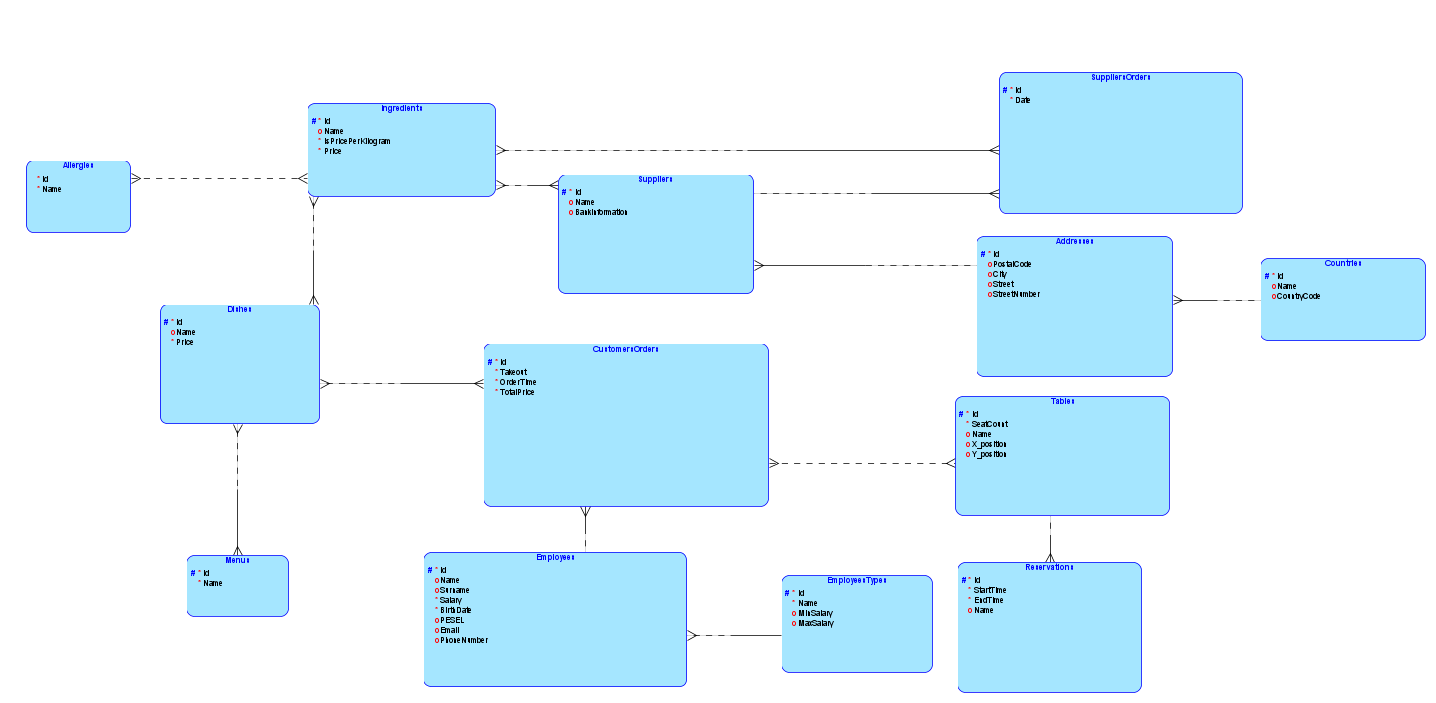 SuppliersOrders
# * Id
* Date
Ingredients
# * Id
o Name
* IsPricePerKilogram
* Price
Allergies
* Id
* Name
Suppliers
# * Id
o Name
o BankInformation
Addresses
# * Id
o PostalCode
o City
o Street
o StreetNumber
Countries
# * Id
o Name
o CountryCode
Dishes
# * Id
o Name
* Price
CustomersOrders
# * Id
* Takeout
* OrderTime
* TotalPrice
Tables
# * Id
* SeatCount
o Name
o X_position
o Y_position
Menus
# * Id
* Name
Employees
# * Id
o Name
o Surname
* Salary
* BirthDate
o PESEL
o Email
o PhoneNumber
EmployeesTypes
# * Id
* Name
o MinSalary
o MaxSalary
Reservations
# * Id
* StartTime
* EndTime
o Name